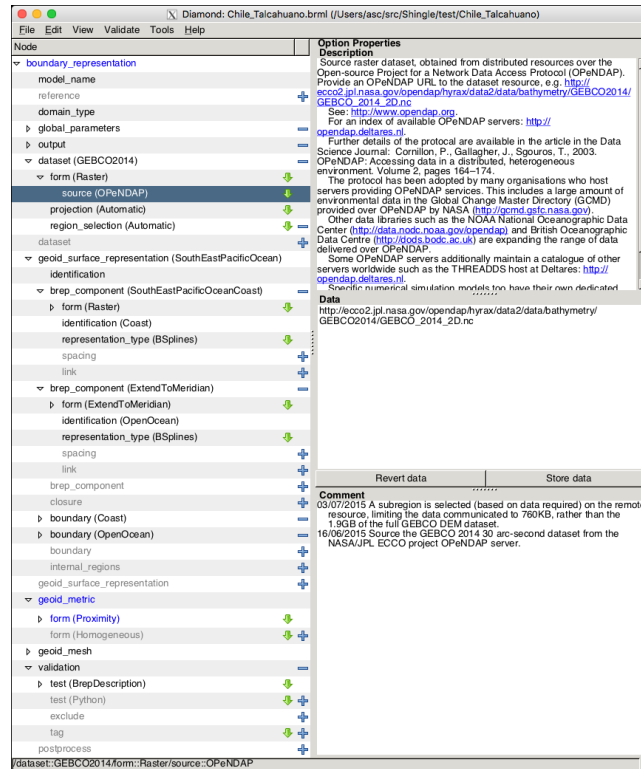 Diamond: Chile_Talcahuano.brml (/Users/asc/src/Shingle/test/Chile_Talcahuano)
File Edit View Validate Tools Help
Node
boundary_representation
model_name
reference
domain_type
global_parameters
output
dataset (GEBCO2014)
form (Raster)
source (OPeNDAP)
projection (Automatic)
region_selection (Automatic)
dataset
geoid_surface_representation (SouthEastPacificOcean)
identification
brep_component (SouthEastPacificOceanCoast)
form (Raster)
identification (Coast)
representation_type (BSplines)
spacing
link
brep_component (ExtendToMeridian)
form (ExtendToMeridian)
identification (OpenOcean)
representation_type (BSplines)
spacing
link
brep_component
closure
boundary (Coast)
boundary (OpenOcean)
boundary
internal_regions
geoid_surface_representation
geoid_metric
form (Proximity)
form (Homogeneous)
geoid_mesh
validation
test (BrepDescription)
test (Python)
exclude
tag
postprocess
/dataset::GEBCO2014/form::Raster/source::OPeNDAP
Option Properties
Description
Source raster dataset, obtained from distributed resources over the
Open-source Project for a Network Data Access Protocol (OPeNDAP).
Provide an OPeNDAP URL to the dataset resource, e.g. http://
ecco2.jpl.nasa.gov/opendap/hyrax/data2/data/bathymetry/GEBCO2014/
GEBCO_2014_2D.nc
See: http://www.opendap.org.
For an index of available OPeNDAP servers: http://
opendap.deltares.nl.
Further details of the protocal are available in the article in the Data
Science Journal: Cornillon, P., Gallagher, J., Sgouros, T., 2003.
OPeNDAP: Accessing data in a distributed, heterogeneous
environment. Volume 2, pages 164–174.
The protocol has been adopted by many organisations who host
servers providing OPeNDAP services. This includes a large amount of
environmental data in the Global Change Master Directory (GCMD)
provided over OPeNDAP by NASA (http://gcmd.gsfc.nasa.gov).
Other data libraries such as the NOAA National Oceanographic Data
Center (http://data.nodc.noaa.gov/opendap) and British Oceanographic
Data Centre (http://dods.bodc.ac.uk) are expanding the range of data
delivered over OPeNDAP.
Some OPeNDAP servers additionally maintain a catalogue of other
servers worldwide such as the THREADDS host at Deltares: http://
opendap.deltares.nl.
Specific numerical simulation models too have their own dedicated
Data
http://ecco2.jpl.nasa.gov/opendap/hyrax/data2/data/bathymetry/
GEBCO2014/GEBCO_2014_2D.nc
Revert data Store data
Comment
03/07/2015 A subregion is selected (based on data required) on the remote
resource, limiting the data communicated to 760KB, rather than the
1.9GB of the full GEBCO DEM dataset.
16/06/2015 Source the GEBCO 2014 30 arc-second dataset from the
NASA/JPL ECCO project OPeNDAP server.